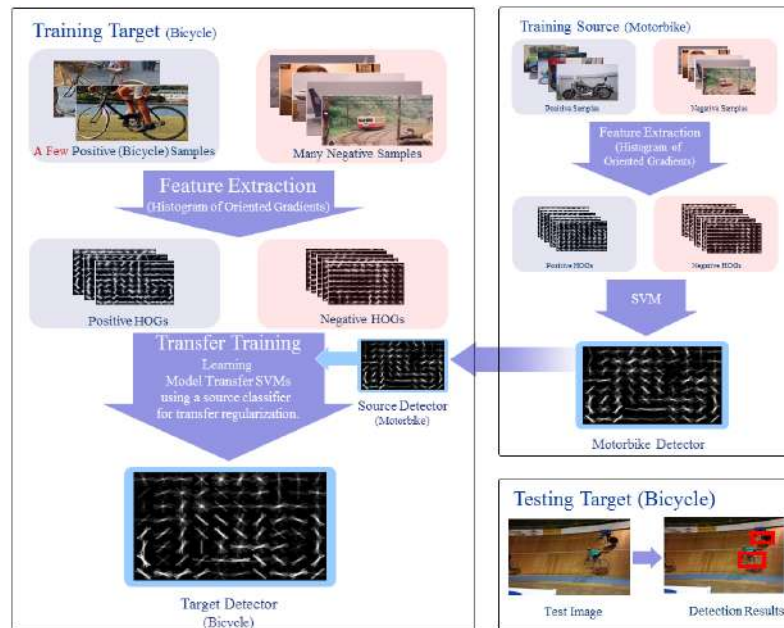 Training Target (Bicycle)
A Few Positive (Bicycle) Samples
Many Negative Samples
Feature Extraction
(Histogram of Oriented Gradients)
Positive HOGs
Negative HOGs
Transfer Training
Learning
Model Transfer SVMs
using a source classifier
for transfer regularization.
Source Detector
(Motorbike)
Target Detector
(Bicycle)
Training Source (Motorbike)
Positive Samples
Negative Samples
Feature Extraction
(Histogram of
Oriented Gradients)
Positive HOGs
Negative HOGs
SVM
Motorbike Detector
Testing Target (Bicycle)
Test Image
Detection Results